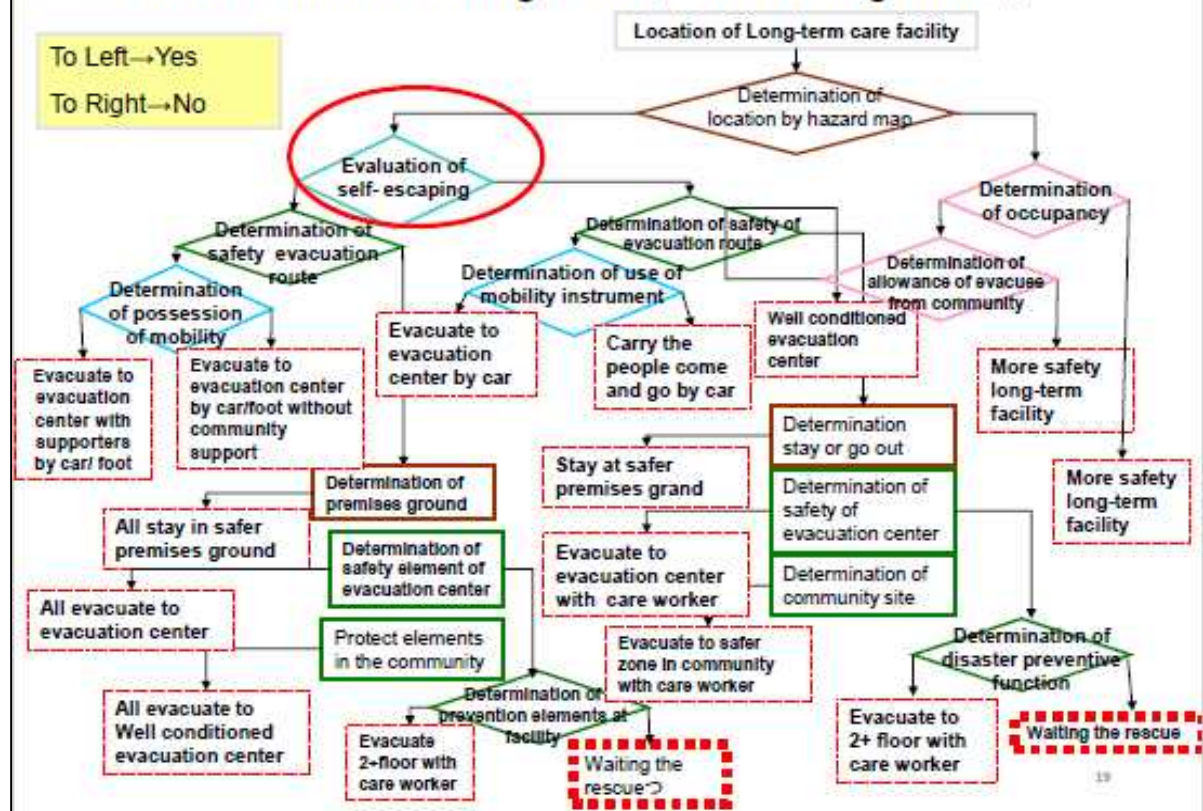 To Left→Yes
To Right→No
Location of Long-term care facility
Determination of
location by hazard map
Evaluation of
self- escaping
Determination
of occupancy
Determination of
safety evacuation
route
Determination of safety of
evacuation route
Determination of
allowance of evacuee
from community
Determination
of possession
of mobility
Determination of use of
mobility instrument
Evacuate to
evacuation
center by car
Carry the
people come
and go by car
Well conditioned
evacuation
center
More safety
long-term
facility
Evacuate to
evacuation
center with
supporters
by car/ foot
Evacuate to
evacuation center
by car/foot without
community
support
Determination
stay or go out
Stay at safer
premises grand
More safety
long-term
facility
Determination of
premises ground
All stay in safer
premises ground
Determination of
safety of
evacuation center
Determination of
safety element of
evacuation center
Evacuate to
evacuation center
with care worker
Determination of
community site
All evacuate to
evacuation center
Protect elements
in the community
Evacuate to safer
zone in community
with care worker
Determination of
disaster preventive
function
All evacuate to
Well conditioned
evacuation center
Determination of
prevention elements at
facility
Evacuate
2+floor with
care worker
Waiting the
rescueつ
Evacuate to
2+ floor with
care worker
Waiting the rescue
19